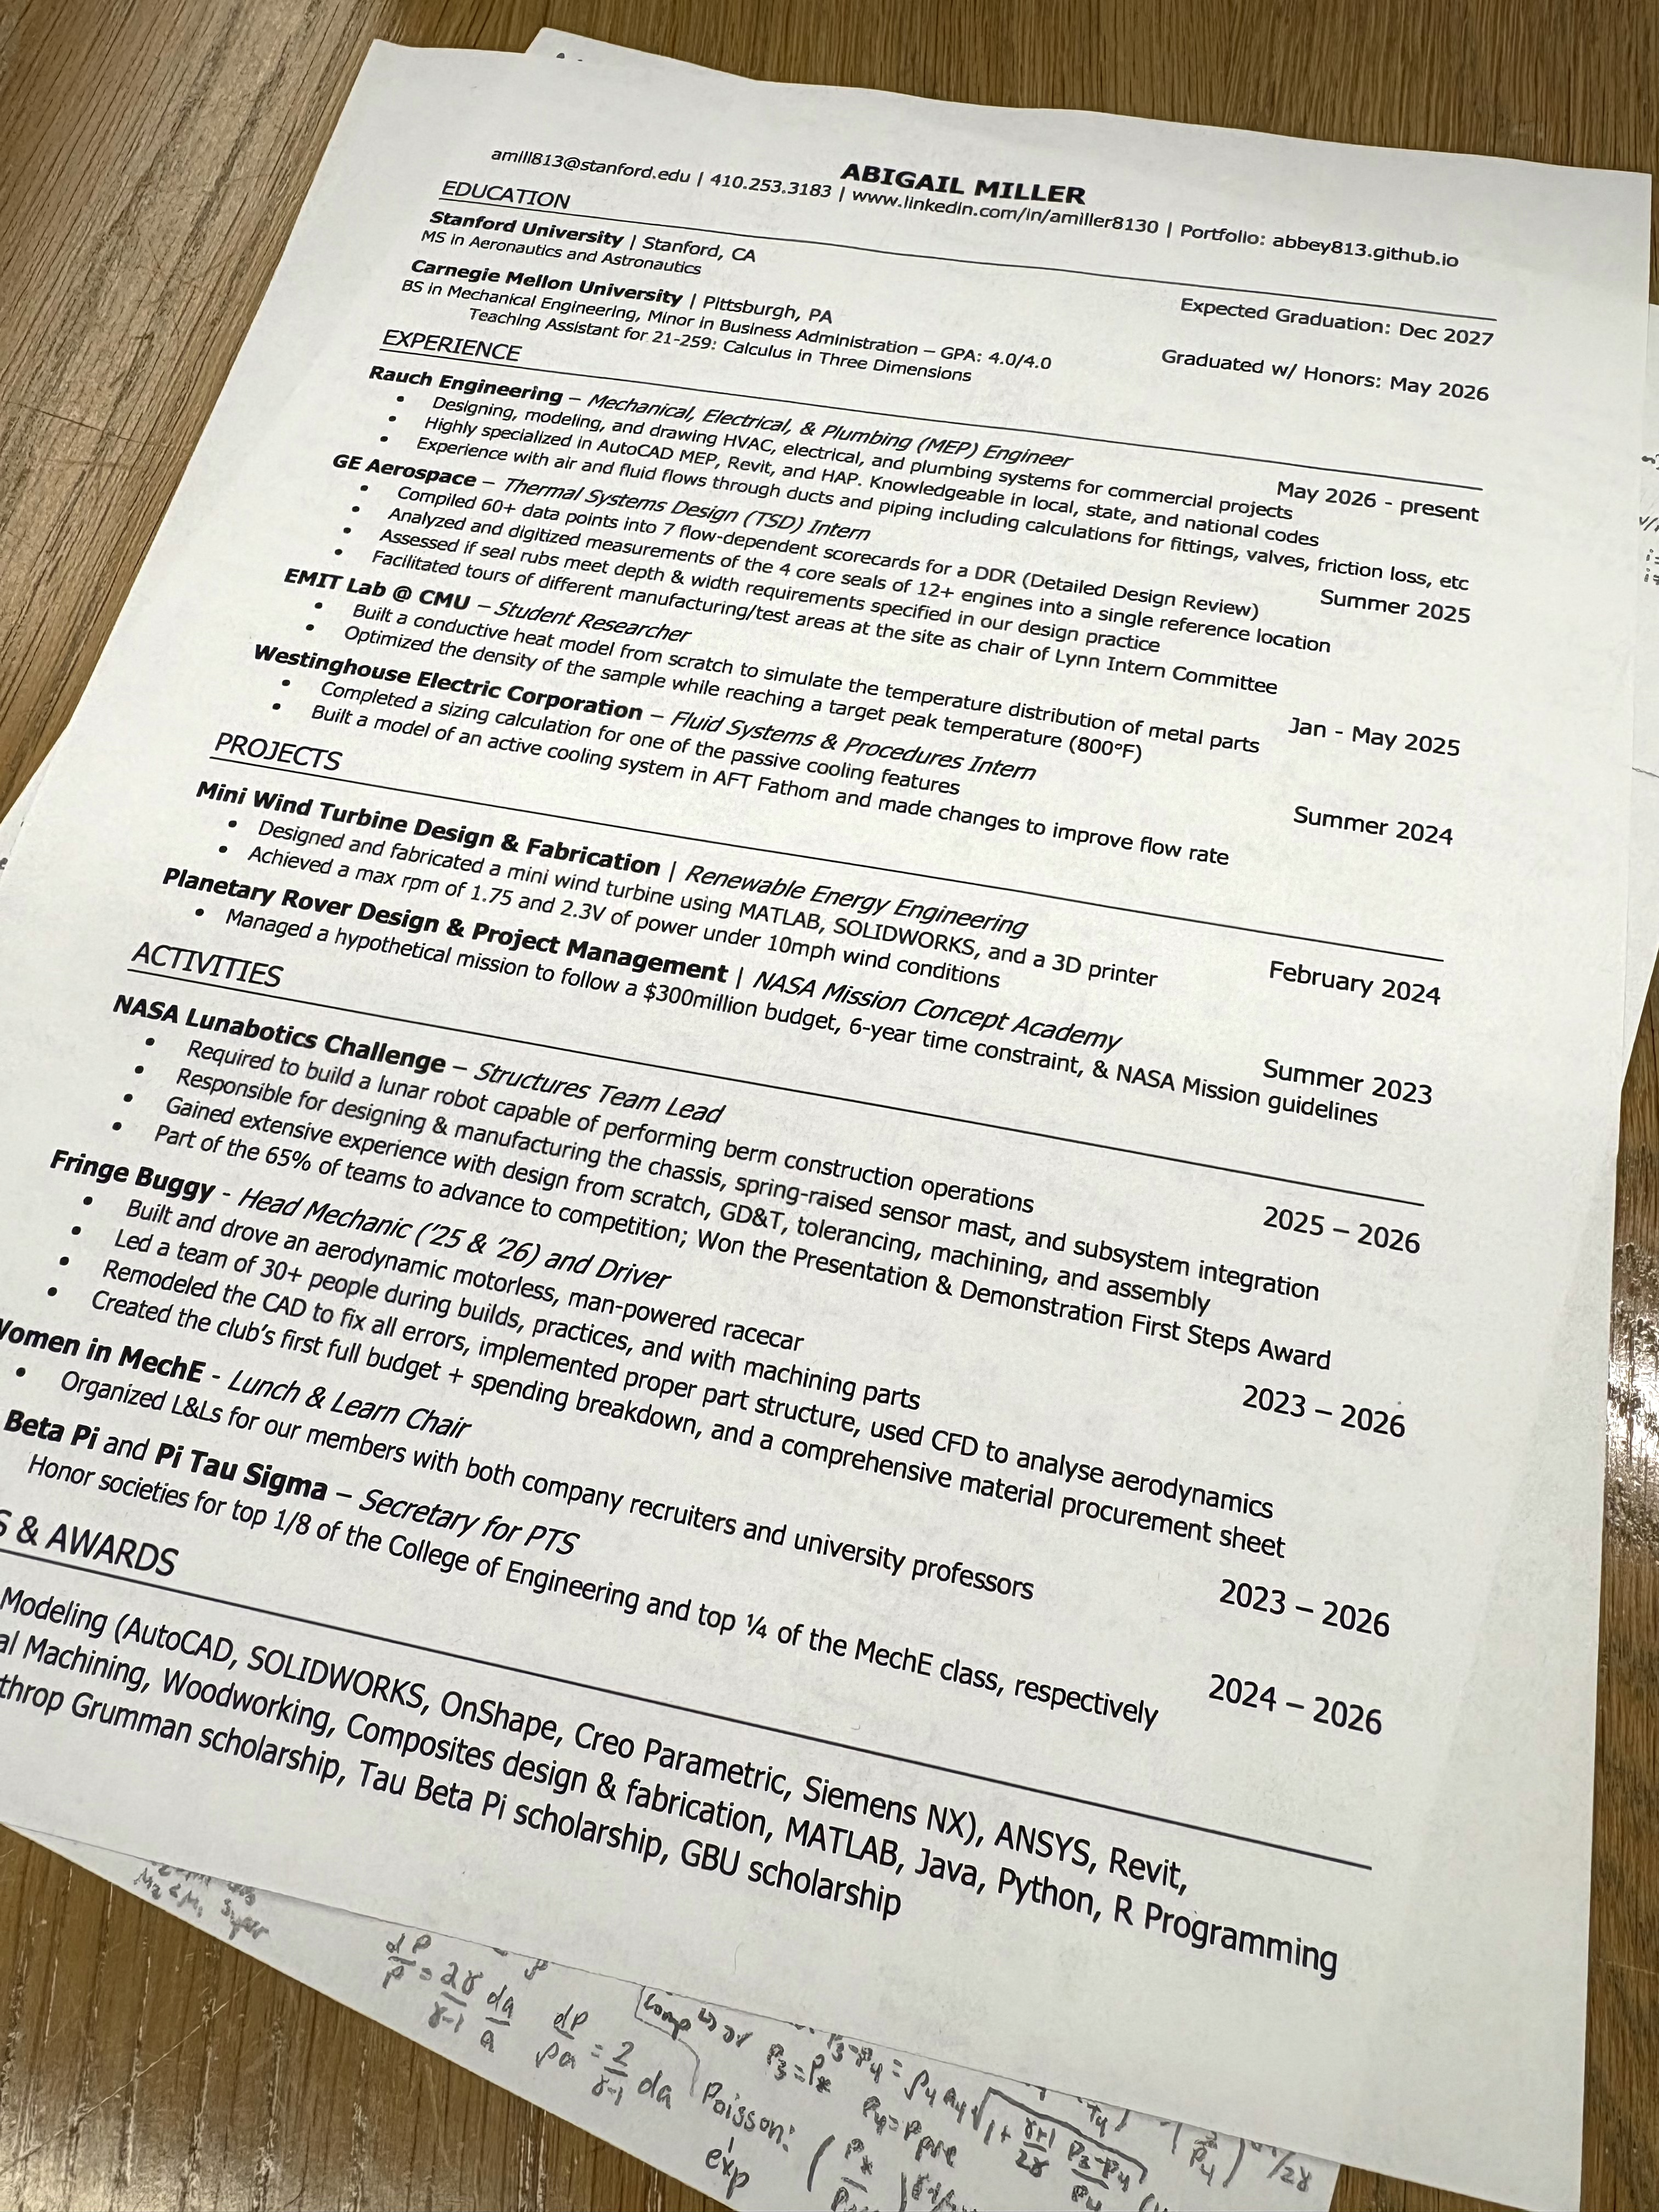 ABIGAIL MILLER
amill813@stanford.edu | 410.253.3183 | www.linkedin.com/in/amiller8130 | Portfolio: abbey813.github.io
EDUCATION
Stanford University | Stanford, CA Expected Graduation: Dec 2027
MS in Aeronautics and Astronautics
Carnegie Mellon University | Pittsburgh, PA Graduated w/ Honors: May 2026
BS in Mechanical Engineering, Minor in Business Administration – GPA: 4.0/4.0
Teaching Assistant for 21-259: Calculus in Three Dimensions
EXPERIENCE
Rauch Engineering – Mechanical, Electrical, & Plumbing (MEP) Engineer May 2026 - present
• Designing, modeling, and drawing HVAC, electrical, and plumbing systems for commercial projects
• Highly specialized in AutoCAD MEP, Revit, and HAP. Knowledgeable in local, state, and national codes
• Experience with air and fluid flows through ducts and piping including calculations for fittings, valves, friction loss, etc
GE Aerospace – Thermal Systems Design (TSD) Intern Summer 2025
• Compiled 60+ data points into 7 flow-dependent scorecards for a DDR (Detailed Design Review)
• Analyzed and digitized measurements of the 4 core seals of 12+ engines into a single reference location
• Assessed if seal rubs meet depth & width requirements specified in our design practice
• Facilitated tours of different manufacturing/test areas at the site as chair of Lynn Intern Committee
EMIT Lab @ CMU – Student Researcher Jan - May 2025
• Built a conductive heat model from scratch to simulate the temperature distribution of metal parts
• Optimized the density of the sample while reaching a target peak temperature (800°F)
Westinghouse Electric Corporation – Fluid Systems & Procedures Intern Summer 2024
• Completed a sizing calculation for one of the passive cooling features
• Built a model of an active cooling system in AFT Fathom and made changes to improve flow rate
PROJECTS
Mini Wind Turbine Design & Fabrication | Renewable Energy Engineering February 2024
• Designed and fabricated a mini wind turbine using MATLAB, SOLIDWORKS, and a 3D printer
• Achieved a max rpm of 1.75 and 2.3V of power under 10mph wind conditions
Planetary Rover Design & Project Management | NASA Mission Concept Academy Summer 2023
• Managed a hypothetical mission to follow a $300million budget, 6-year time constraint, & NASA Mission guidelines
ACTIVITIES
NASA Lunabotics Challenge – Structures Team Lead 2025 – 2026
• Required to build a lunar robot capable of performing berm construction operations
• Responsible for designing & manufacturing the chassis, spring-raised sensor mast, and subsystem integration
• Gained extensive experience with design from scratch, GD&T, tolerancing, machining, and assembly
• Part of the 65% of teams to advance to competition; Won the Presentation & Demonstration First Steps Award
Fringe Buggy - Head Mechanic ('25 & '26) and Driver 2023 – 2026
• Built and drove an aerodynamic motorless, man-powered racecar
• Led a team of 30+ people during builds, practices, and with machining parts
• Remodeled the CAD to fix all errors, implemented proper part structure, used CFD to analyse aerodynamics
• Created the club's first full budget + spending breakdown, and a comprehensive material procurement sheet
Women in MechE - Lunch & Learn Chair 2023 – 2026
• Organized L&Ls for our members with both company recruiters and university professors
Beta Pi and Pi Tau Sigma – Secretary for PTS 2024 – 2026
Honor societies for top 1/8 of the College of Engineering and top ¼ of the MechE class, respectively
S & AWARDS
Modeling (AutoCAD, SOLIDWORKS, OnShape, Creo Parametric, Siemens NX), ANSYS, Revit,
al Machining, Woodworking, Composites design & fabrication, MATLAB, Java, Python, R Programming
throp Grumman scholarship, Tau Beta Pi scholarship, GBU scholarship
dP/P = 2γ/γ-1 da/a
dP/ρa = 2/γ-1 da
P3=P*
P4=Ppre
Poisson:
exp